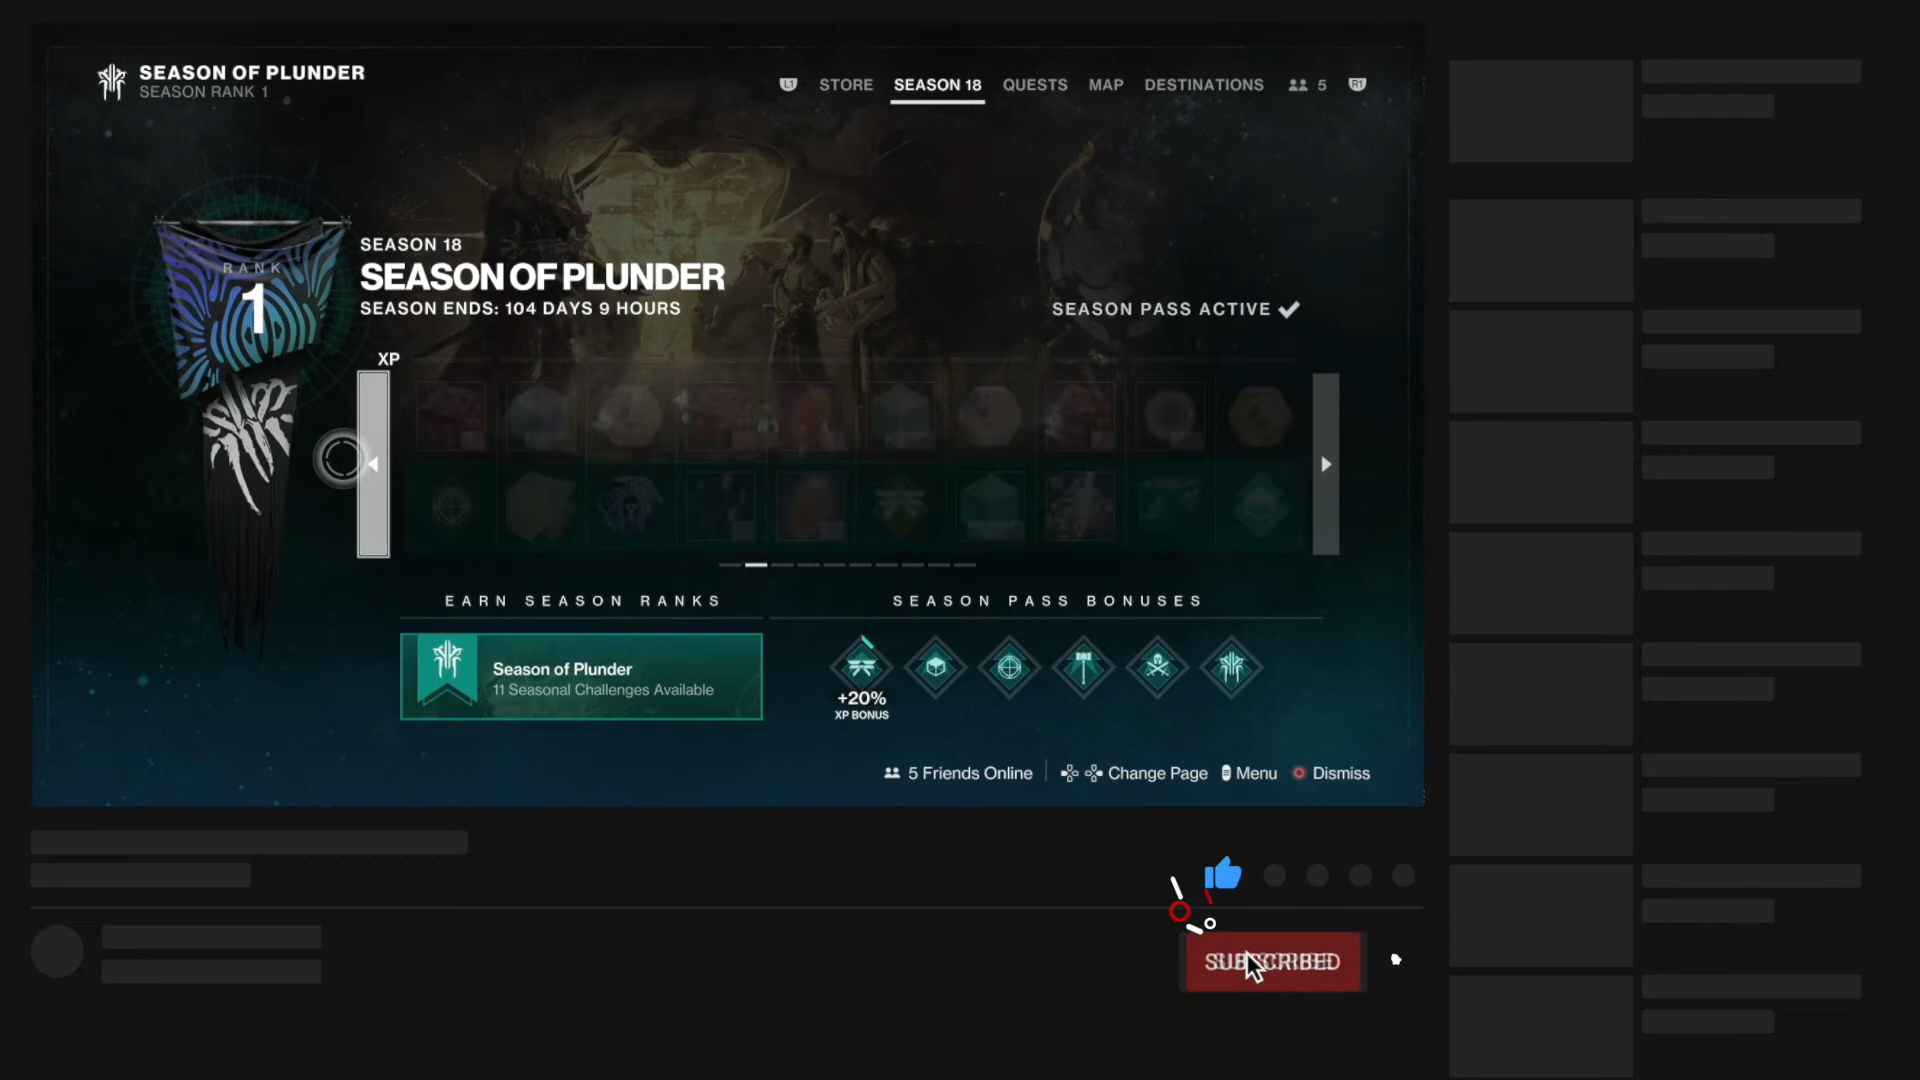 SEASON OF PLUNDER
SEASON RANK 1
L1 STORE SEASON 18 QUESTS MAP DESTINATIONS 5 R1
RANK
1
SEASON 18
SEASON OF PLUNDER
SEASON ENDS: 104 DAYS 9 HOURS
SEASON PASS ACTIVE
XP
EARN SEASON RANKS
SEASON PASS BONUSES
Season of Plunder
11 Seasonal Challenges Available
+20%
XP BONUS
5 Friends Online
Change Page
Menu
Dismiss
SUBSCRIBED